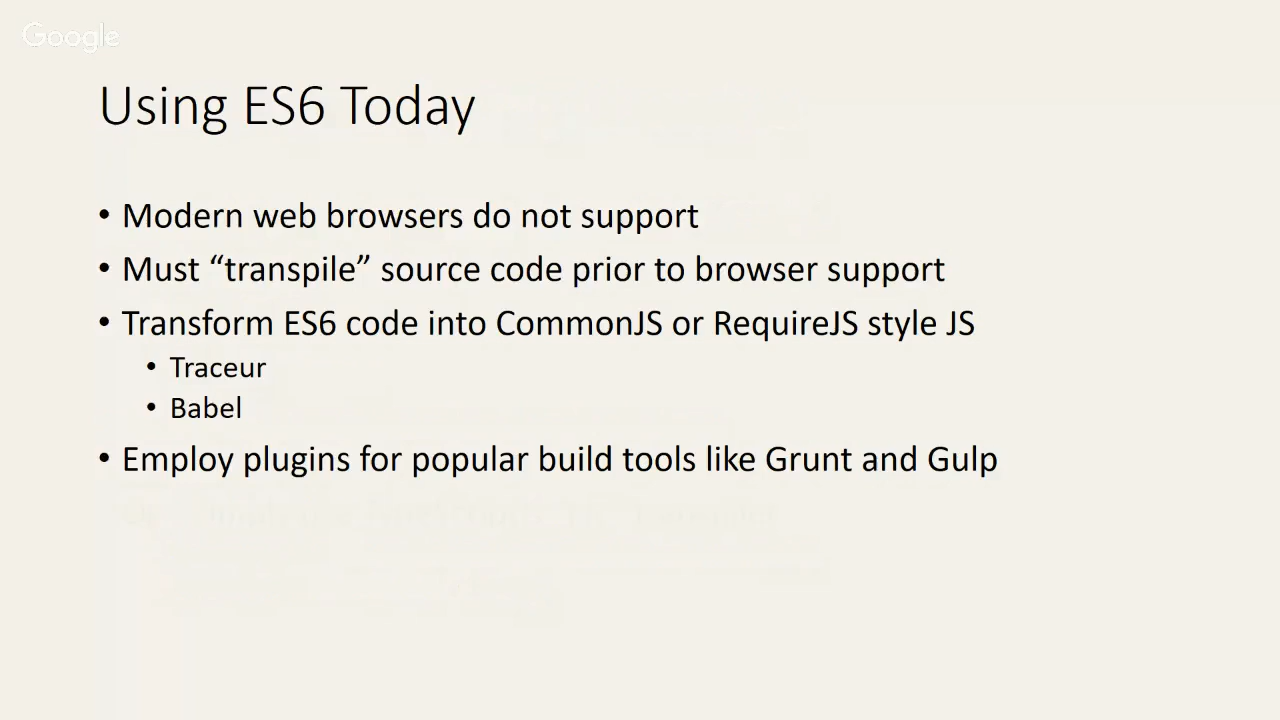 Google
Using ES6 Today
• Modern web browsers do not support
• Must “transpile” source code prior to browser support
• Transform ES6 code into CommonJS or RequireJS style JS
• Traceur
• Babel
• Employ plugins for popular build tools like Grunt and Gulp